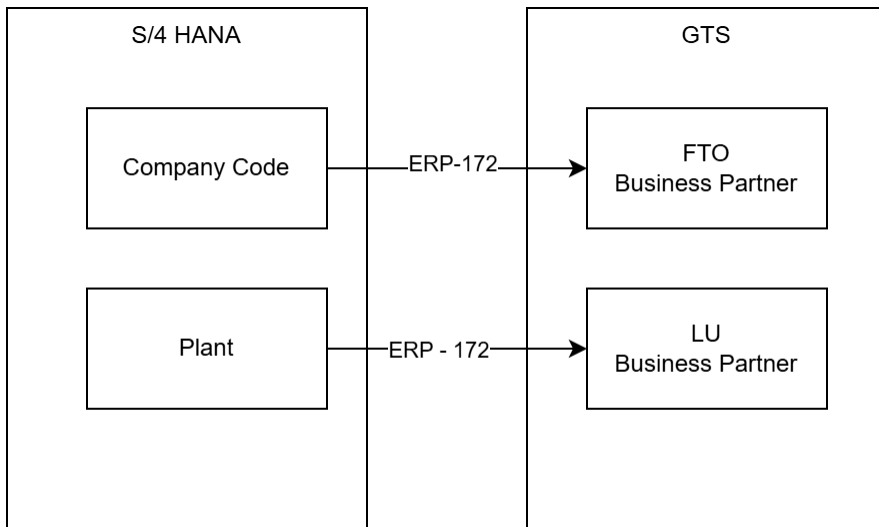 S/4 HANA
GTS
Company Code
ERP-172
FTO
Business Partner
Plant
ERP - 172
LU
Business Partner